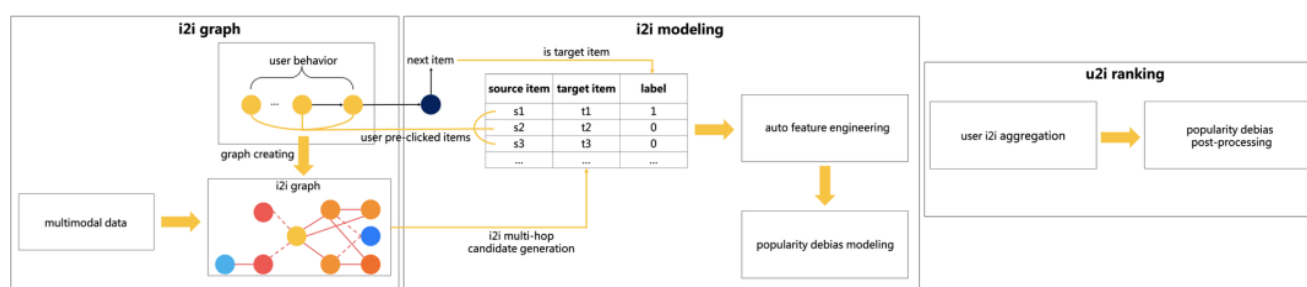 i2i graph
user behavior
...
graph creating
i2i graph
multimodal data
i2i modeling
next item
is target item
source item target item label
s1 t1 1
s2 t2 0
s3 t3 0
... ... ...
user pre-clicked items
i2i multi-hop
candidate generation
auto feature engineering
popularity debias modeling
u2i ranking
user i2i aggregation
popularity debias
post-processing